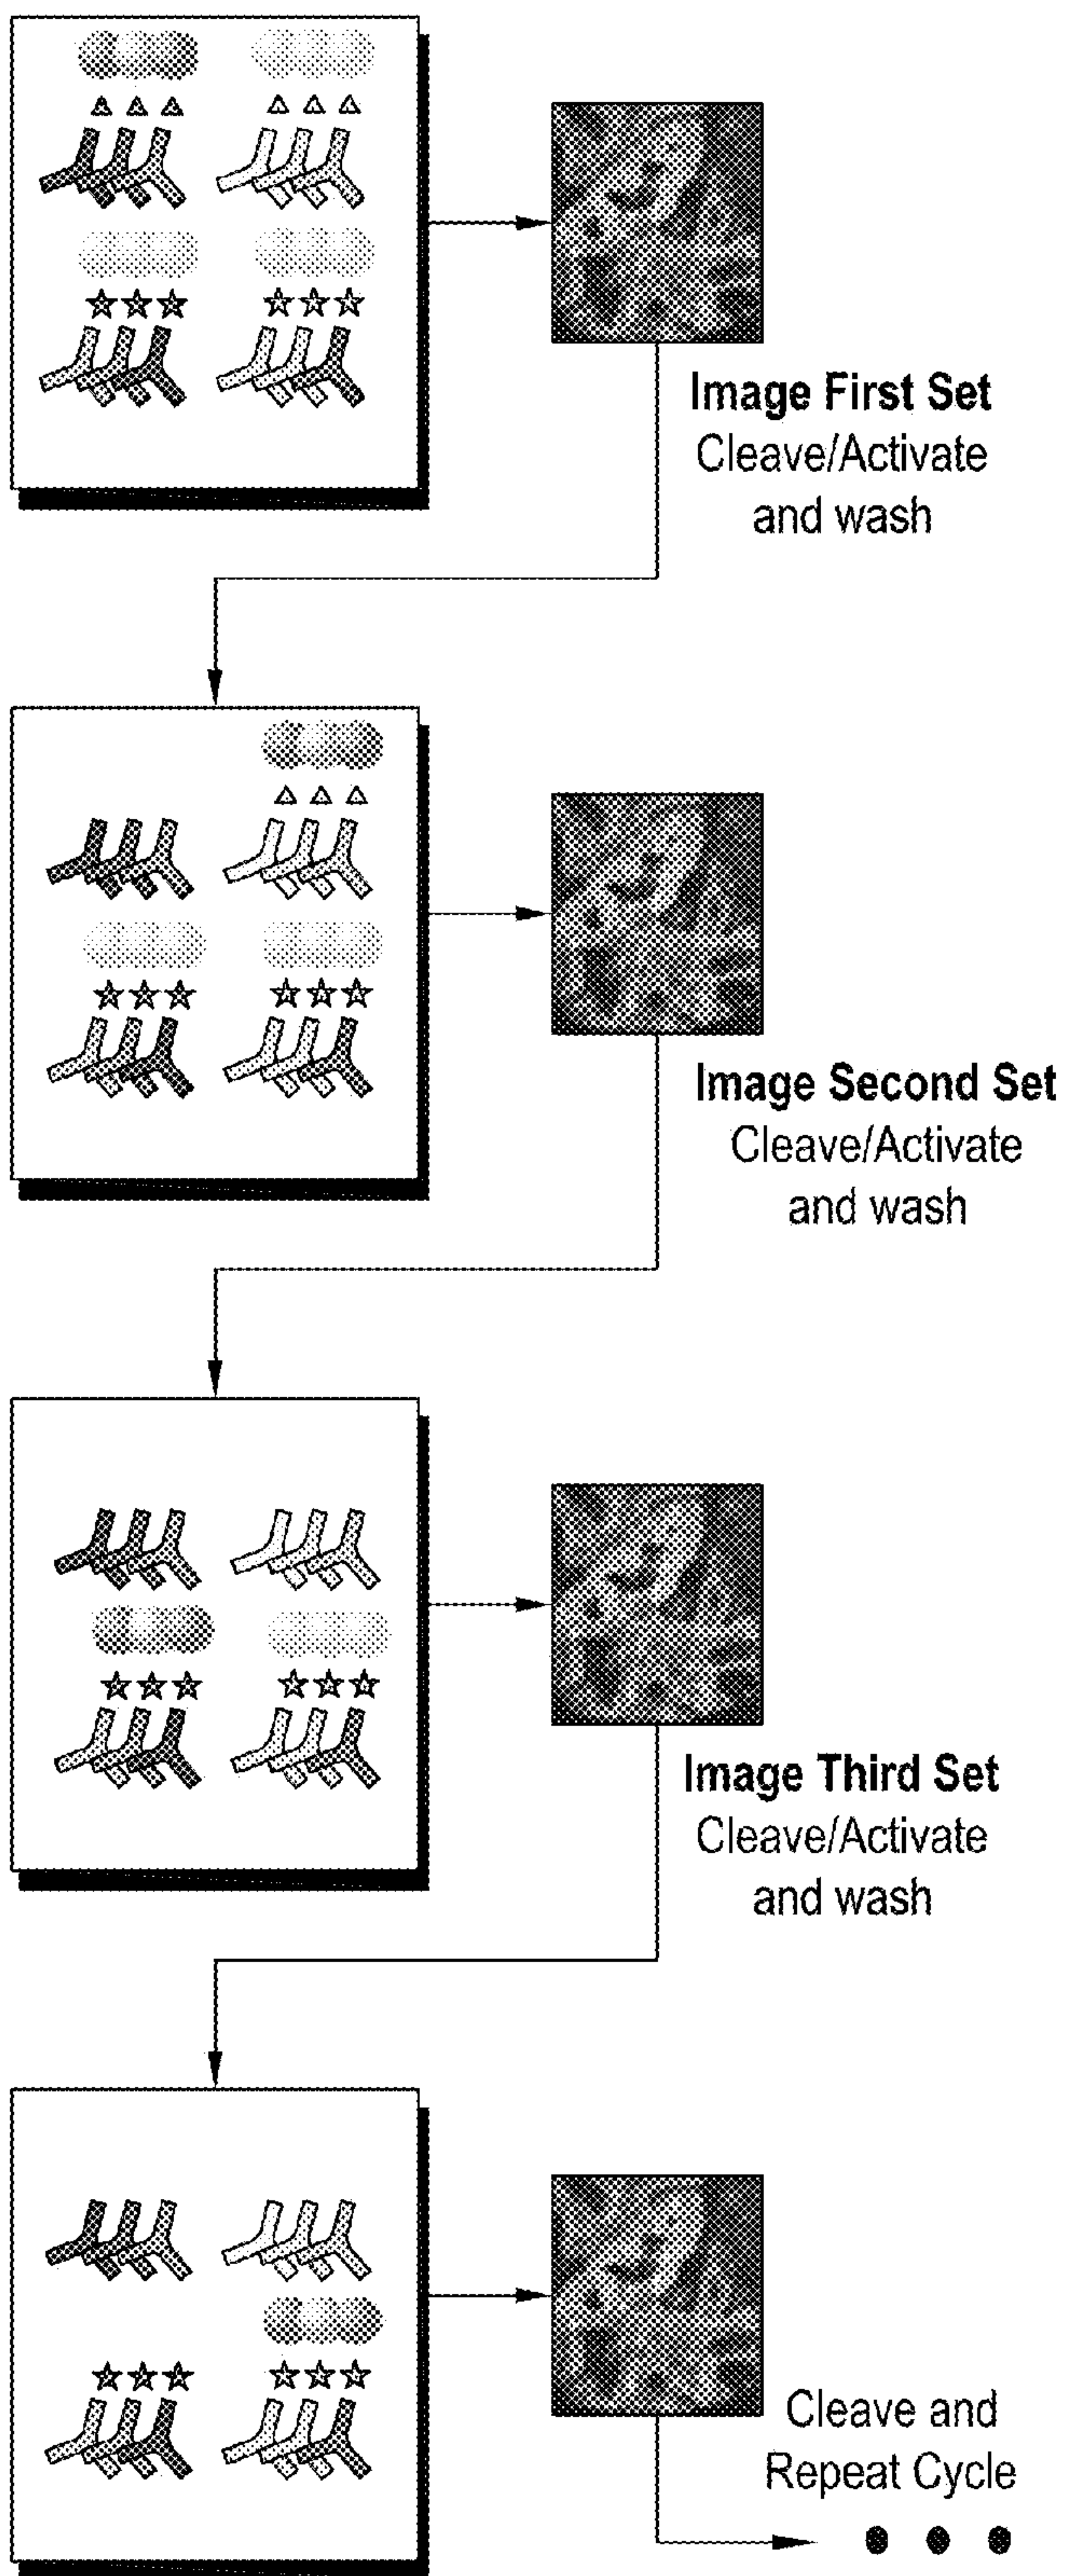 Image First Set
Cleave/Activate
and wash
Image Second Set
Cleave/Activate
and wash
Image Third Set
Cleave/Activate
and wash
Cleave and
Repeat Cycle